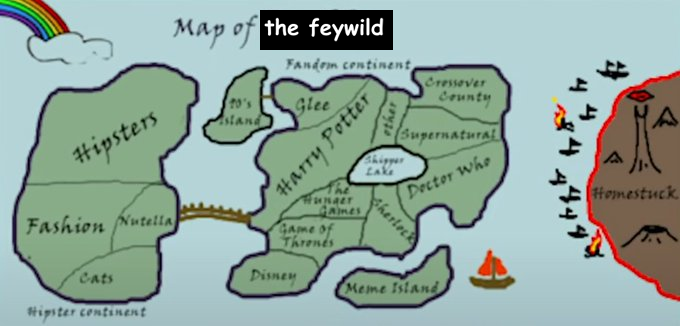 Map of the feywild
Fandom continent
Hipsters
Fashion
Nutella
Cats
Hipster continent
90's
Island
Glee
Harry Potter
other
Crossover
County
Supernatural
Shipper
Lake
Doctor Who
The
Hunger
Games
Sherlock
Game Of
Thrones
Disney
Meme Island
Homestuck